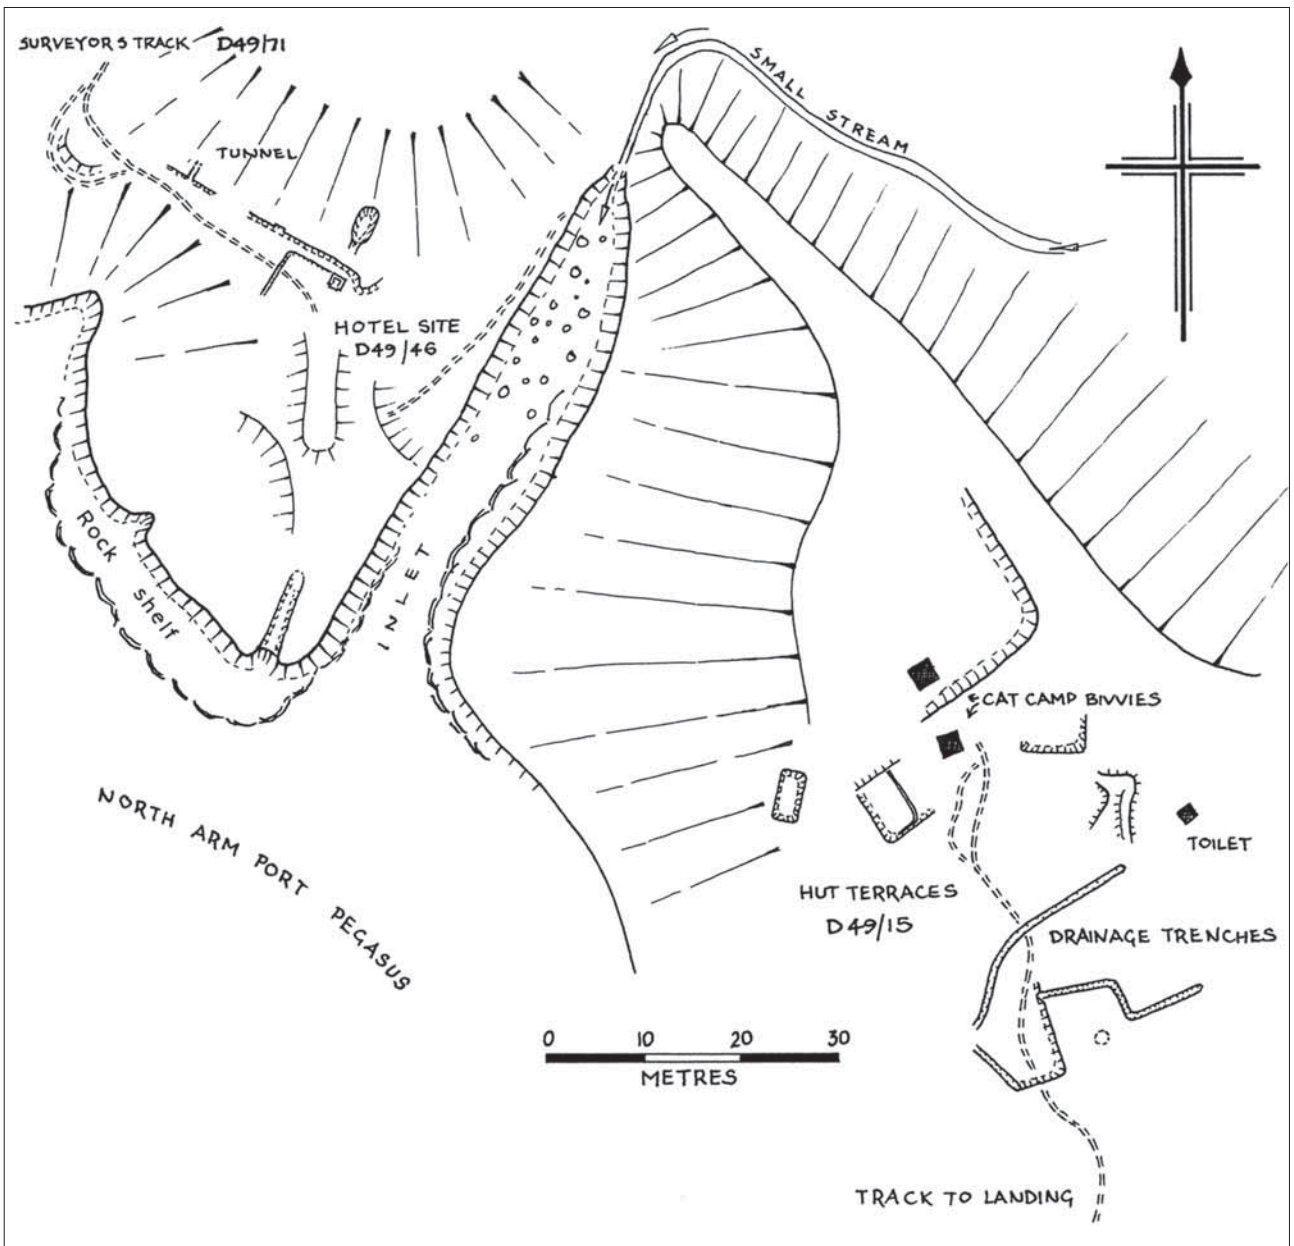 SURVEYORS TRACK D49/71
SMALL STREAM
TUNNEL
HOTEL SITE
D49/46
Rock shelf
INLET
CAT CAMP BIVVIES
NORTH ARM PORT PEGASUS
TOILET
HUT TERRACES
D49/15
DRAINAGE TRENCHES
0 10 20 30
METRES
TRACK TO LANDING